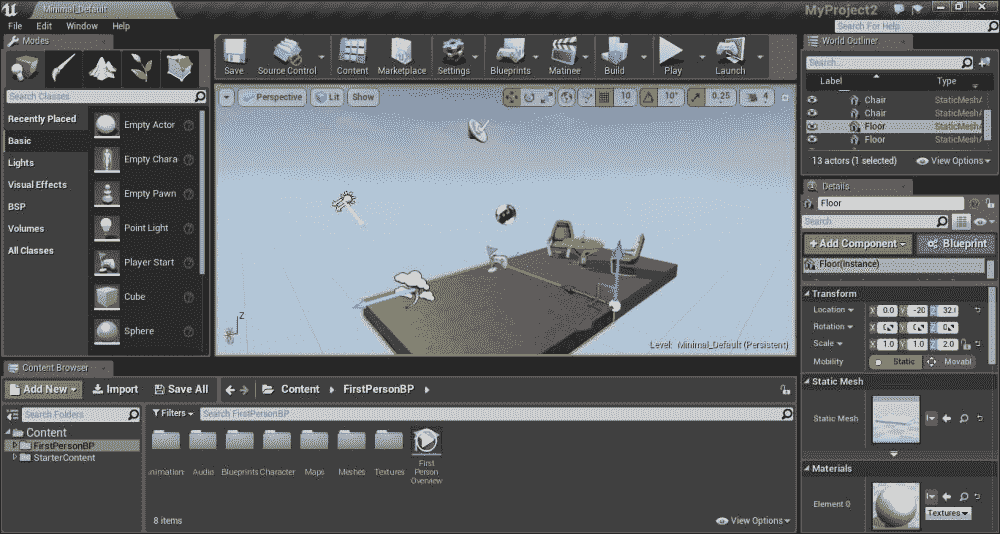 Minimal_Default
MyProject2
File Edit Window Help
Search For Help
Modes
Search Classes
Recently Placed
Basic
Lights
Visual Effects
BSP
Volumes
All Classes
Empty Actor
Empty Chara
Empty Pawn
Point Light
Player Start
Cube
Sphere
Save
Source Control
Content
Marketplace
Settings
Blueprints
Matinee
Build
Play
Launch
Perspective Lit Show
10 10° 0.25 4
Z
Level: Minimal_Default (Persistent)
World Outliner
Search...
Label Type
Chair StaticMesh
Chair StaticMesh
Floor StaticMesh
Floor StaticMesh
13 actors (1 selected) View Options
Details
Floor
Search
+Add Component Blueprint
Floor(Instance)
Transform
Location X 0.0 Y -20 Z 32.
Rotation X Y Z
Scale X 1.0 Y 1.0 Z 2.0
Mobility Static Movabl
Static Mesh
Static Mesh
Materials
Element 0
Textures
Content Browser
Add New Import Save All Content FirstPersonBP
Search Folders
Content
FirstPersonBP
StarterContent
Filters Search FirstPersonBP
Animation Audio Blueprints Character Maps Meshes Textures First Person Overview
8 items View Options